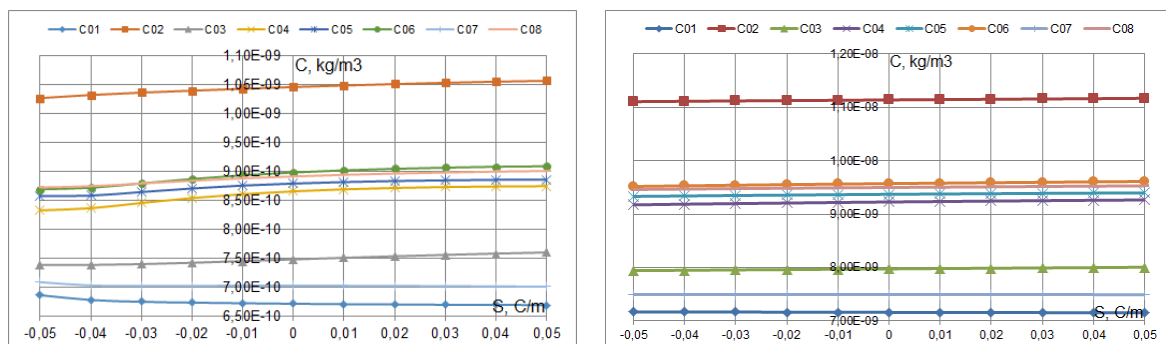 C01 C02 C03 C04 C05 C06 C07 C08
1,10E-09
C, kg/m3
1,05E-09
1,00E-09
9,50E-10
9,00E-10
8,50E-10
8,00E-10
7,50E-10
7,00E-10
S, C/m
6,50E-10
-0,05 -0,04 -0,03 -0,02 -0,01 0 0,01 0,02 0,03 0,04 0,05
C01 C02 C03 C04 C05 C06 C07 C08
1,20E-08
C, kg/m3
1,10E-08
1,00E-08
9,00E-09
8,00E-09
S, C/m
7,00E-09
-0,05 -0,04 -0,03 -0,02 -0,01 0 0,01 0,02 0,03 0,04 0,05